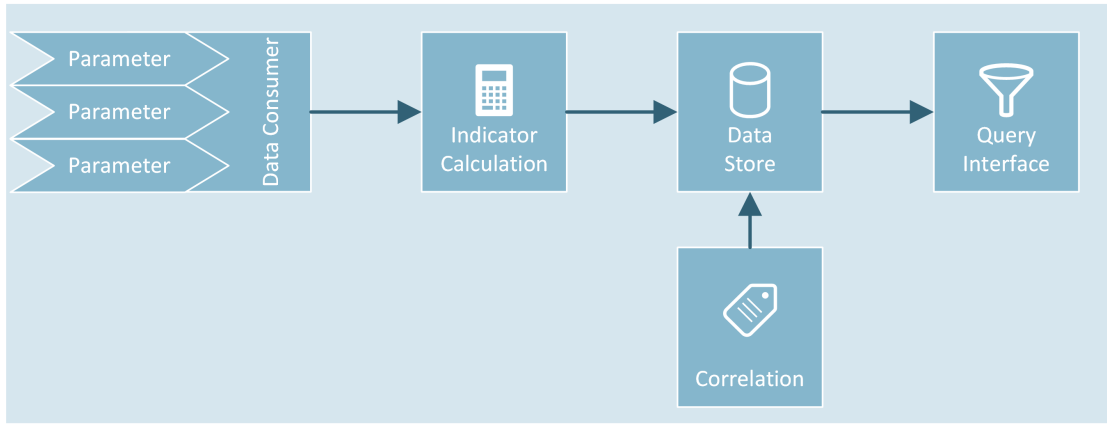 Parameter
Parameter
Parameter
Data Consumer
Indicator
Calculation
Data
Store
Query
Interface
Correlation